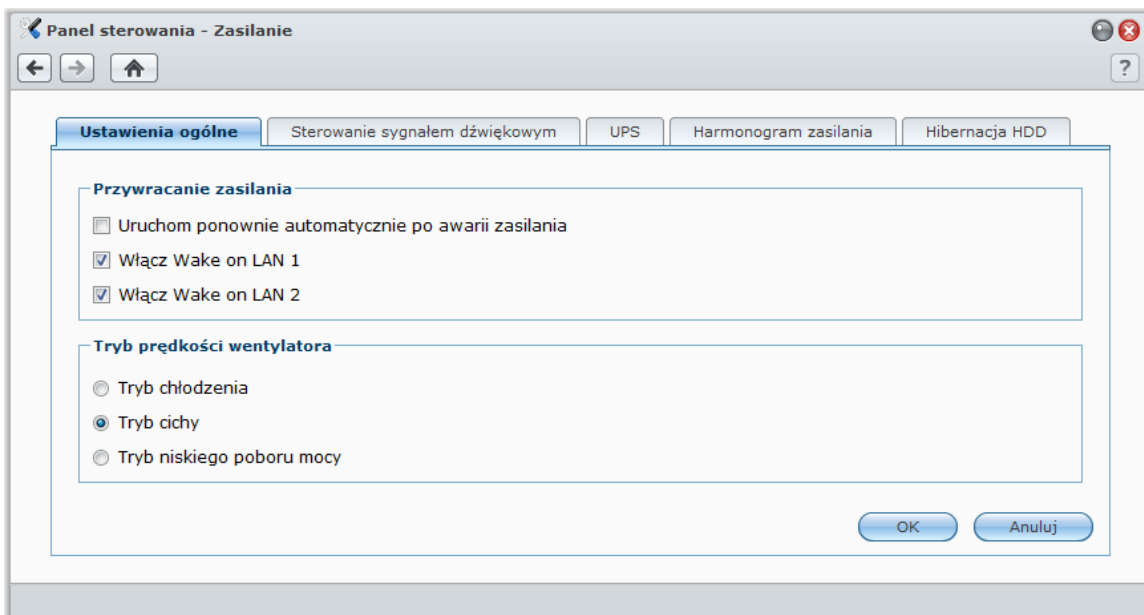 Panel sterowania - Zasilanie
?
Ustawienia ogólne
Sterowanie sygnałem dźwiękowym
UPS
Harmonogram zasilania
Hibernacja HDD
Przywracanie zasilania
Uruchom ponownie automatycznie po awarii zasilania
Włącz Wake on LAN 1
Włącz Wake on LAN 2
Tryb prędkości wentylatora
Tryb chłodzenia
Tryb cichy
Tryb niskiego poboru mocy
OK
Anuluj